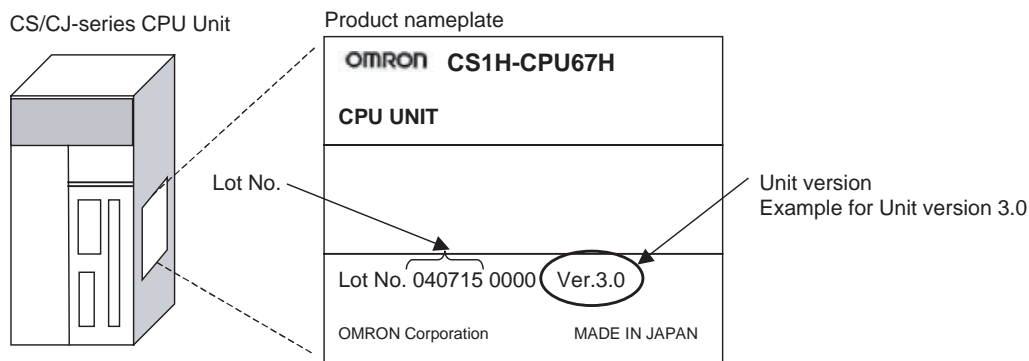 CS/CJ-series CPU Unit
Product nameplate
OMRON CS1H-CPU67H
CPU UNIT
Lot No.
Unit version
Example for Unit version 3.0
Lot No. 040715 0000 Ver.3.0
OMRON Corporation MADE IN JAPAN